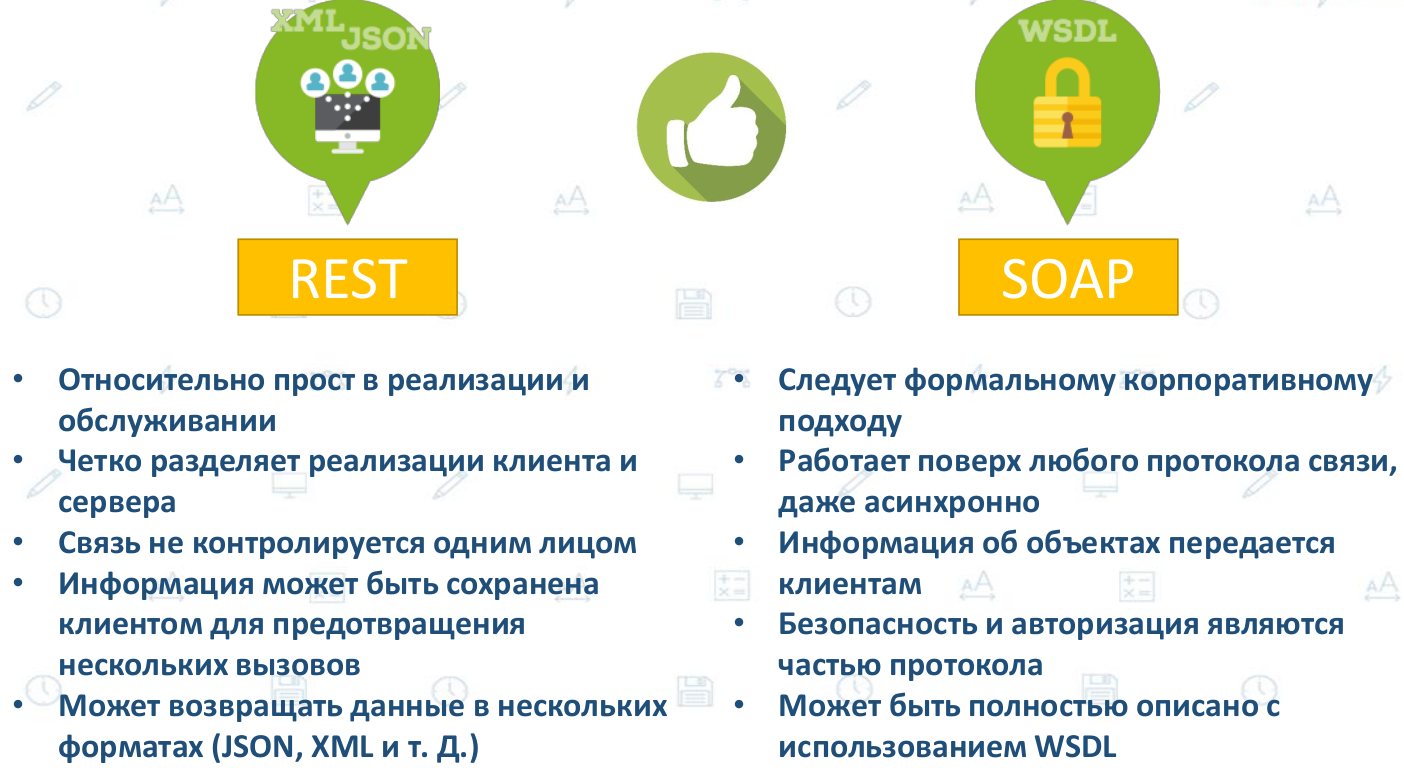 XML
JSON
WSDL
REST
SOAP
• Относительно прост в реализации и
обслуживании
• Четко разделяет реализации клиента и
сервера
• Связь не контролируется одним лицом
• Информация может быть сохранена
клиентом для предотвращения
нескольких вызовов
• Может возвращать данные в нескольких
форматах (JSON, XML и т. Д.)
• Следует формальному корпоративному
подходу
• Работает поверх любого протокола связи,
даже асинхронно
• Информация об объектах передается
клиентам
• Безопасность и авторизация являются
частью протокола
• Может быть полностью описано с
использованием WSDL